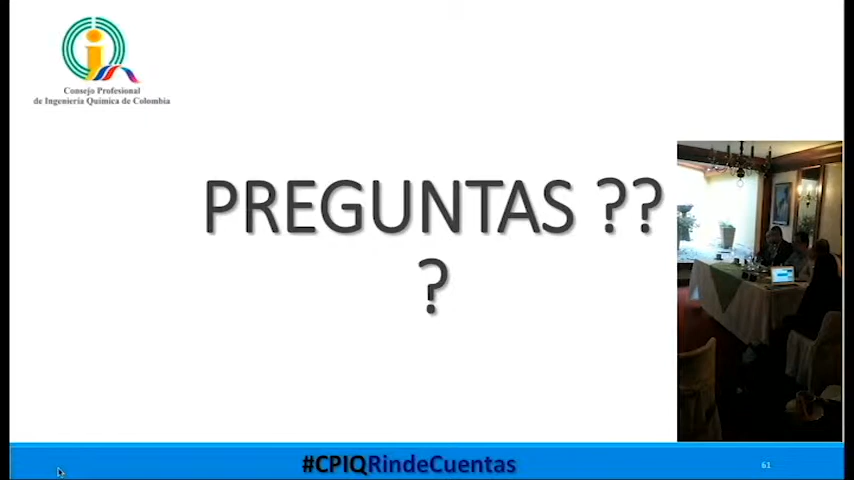 Consejo Profesional
de Ingeniería Química de Colombia
PREGUNTAS ??
?
#CPIQRindeCuentas
61